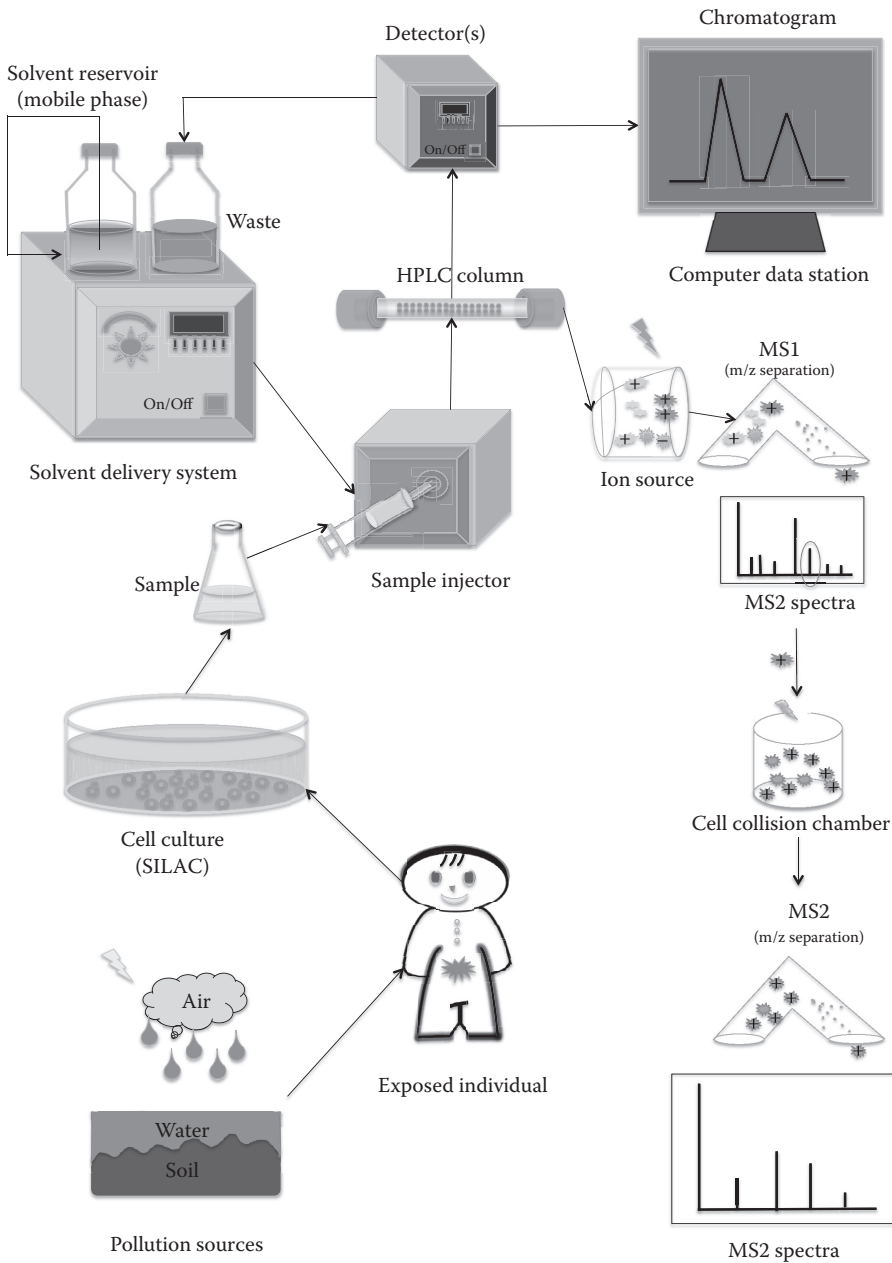 Chromatogram
Detector(s)
Solvent reservoir
(mobile phase)
On/Off
Waste
HPLC column
Computer data station
MS1
(m/z separation)
On/Off
Solvent delivery system
Ion source
Sample
Sample injector
MS2 spectra
Cell collision chamber
Cell culture
(SILAC)
MS2
(m/z separation)
Air
Exposed individual
Water
Soil
Pollution sources
MS2 spectra